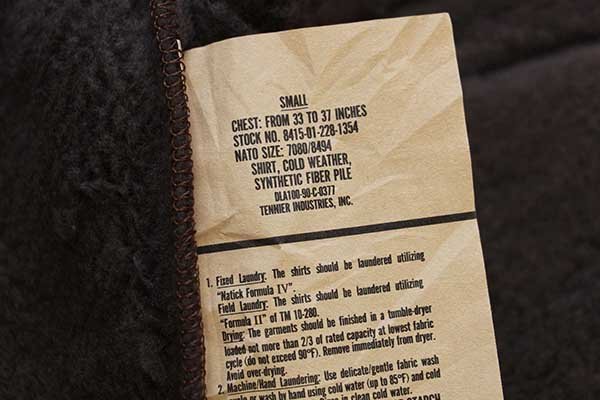 SMALL
CHEST: FROM 33 TO 37 INCHES
STOCK NO. 8415-01-228-1354
NATO SIZE: 7080/8494
SHIRT, COLD WEATHER,
SYNTHETIC FIBER PILE
DLA100-90-C-0377
TENNIER INDUSTRIES, INC.
1. Fixed Laundry: The shirts should be laundered utilizing
"Natick Formula IV".
Field Laundry: The shirts should be laundered utilizing
"Formula II" of TM 10-280.
Drying: The garments should be finished in a tumble-dryer
loaded not more than 2/3 of rated capacity at lowest fabric
cycle (do not exceed 90°F). Remove immediately from dryer.
Avoid over-drying.
2. Machine/Hand Laundering: Use delicate/gentle fabric wash
or wash by hand using cold water (up to 85°F) and cold
in clean cold water.
STARCH